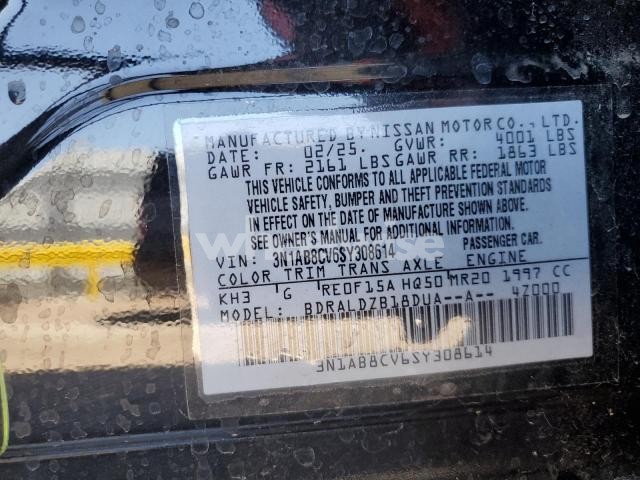 MANUFACTURED BY NISSAN MOTOR CO., LTD.
DATE: 02/25. GVWR: 4001 LBS
GAWR FR: 2161 LBS GAWR RR: 1863 LBS
THIS VEHICLE CONFORMS TO ALL APPLICABLE FEDERAL MOTOR
VEHICLE SAFETY, BUMPER AND THEFT PREVENTION STANDARDS
IN EFFECT ON THE DATE OF MANUFACTURE SHOWN ABOVE.
SEE OWNER'S MANUAL FOR ADDITIONAL INFORMATION.
VIN: 3N1AB8CV6SY308614 PASSENGER CAR.
COLOR TRIM TRANS AXLE ENGINE
KH3 G RE0F15A HQ50 MR20 1997 CC
MODEL: BDRALDZB18DUA--A-- 4Z000
3N1AB8CV6SY308614